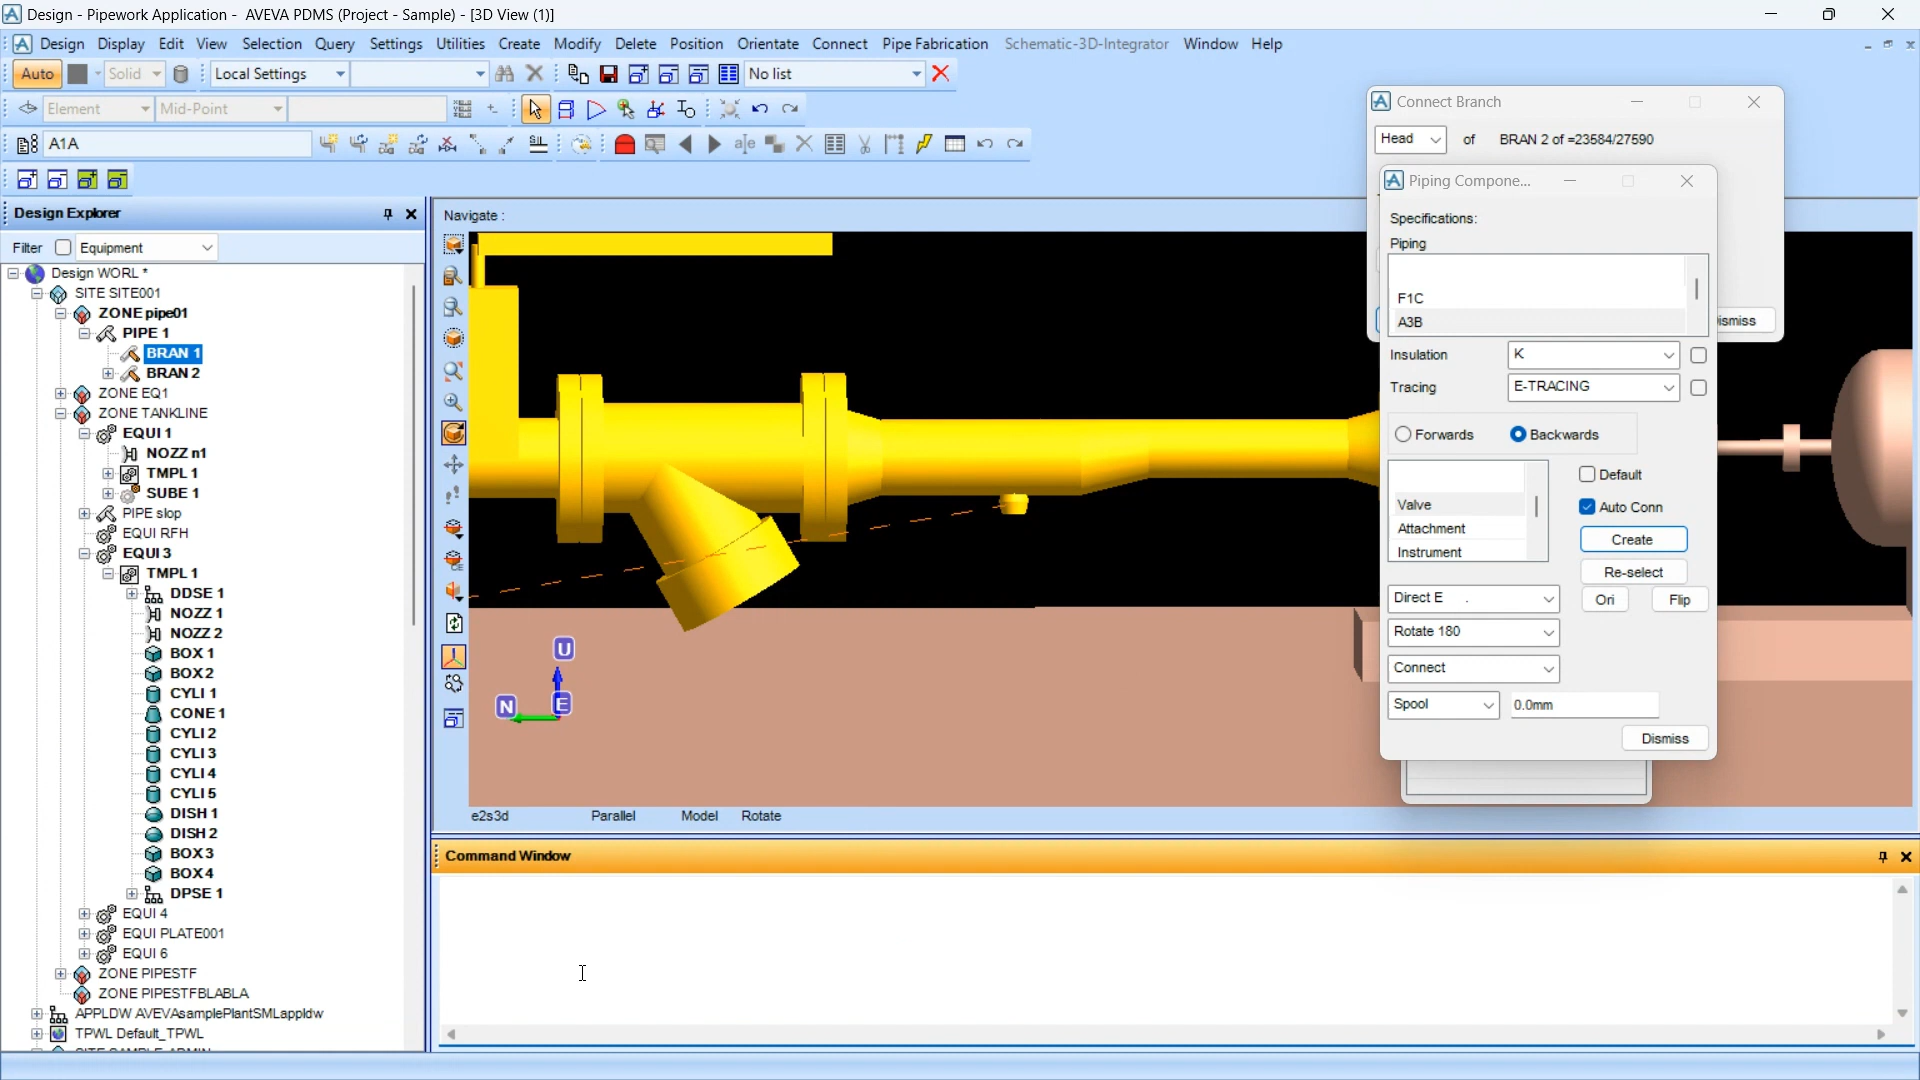 Design - Pipework Application - AVEVA PDMS (Project - Sample) - [3D View (1)]
Design Display Edit View Selection Query Settings Utilities Create Modify Delete Position Orientate Connect Pipe Fabrication Schematic-3D-Integrator Window Help
Auto Solid Local Settings No list
Element Mid-Point
A1A
Design Explorer
Filter Equipment
Design WORL *
SITE SITE001
ZONE pipe01
PIPE 1
BRAN 1
BRAN 2
ZONE EQ1
ZONE TANKLINE
EQUI 1
NOZZ n1
TMPL 1
SUBE 1
PIPE slop
EQUI RFH
EQUI 3
TMPL 1
DDSE 1
NOZZ 1
NOZZ 2
BOX 1
BOX 2
CYLI 1
CONE 1
CYLI 2
CYLI 3
CYLI 4
CYLI 5
DISH 1
DISH 2
BOX 3
BOX 4
DPSE 1
EQUI 4
EQUI PLATE001
EQUI 6
ZONE PIPESTF
ZONE PIPESTFBLABLA
APPLDW AVEVAsamplePlantSMLappldw
TPWL Default_TPWL
Navigate :
U
N
E
e2s3d Parallel Model Rotate
Command Window
Connect Branch
Head of BRAN 2 of =23584/27590
ismiss
Piping Compone...
Specifications:
Piping
F1C
A3B
Insulation K
Tracing E-TRACING
Forwards Backwards
Valve
Attachment
Instrument
Default
Auto Conn
Create
Re-select
Direct E .
Ori Flip
Rotate 180
Connect
Spool 0.0mm
Dismiss